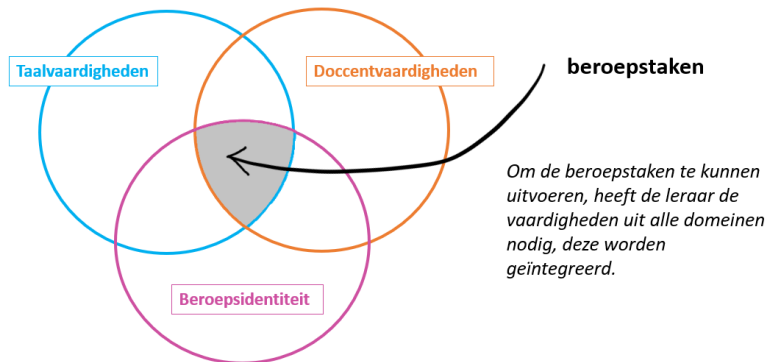 Taalvaardigheden
Doccentvaardigheden
beroepstaken
Om de beroepstaken te kunnen
uitvoeren, heeft de leraar de
vaardigheden uit alle domeinen
nodig, deze worden
geïntegreerd.
Beroepsidentiteit